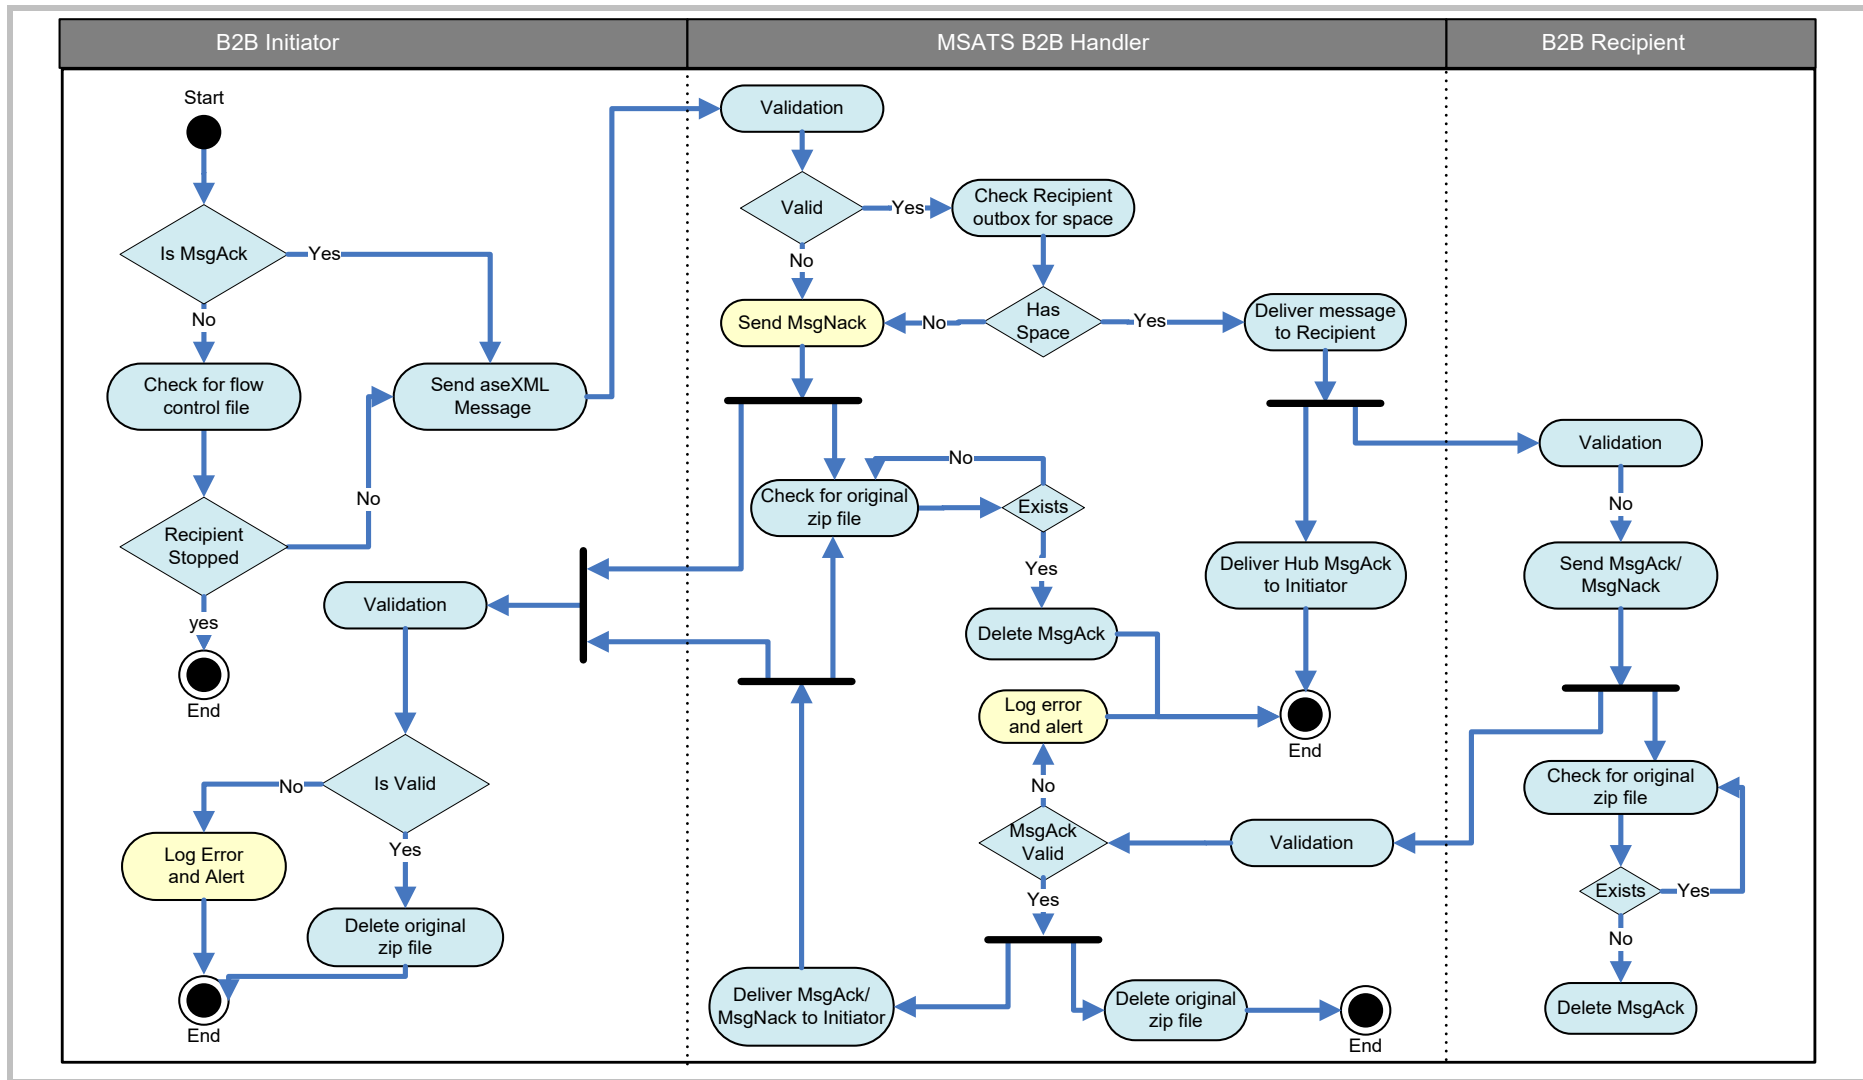 B2B Initiator
MSATS B2B Handler
B2B Recipient
Start
Is MsgAck
Yes
No
Check for flow
control file
Send aseXML
Message
No
Recipient
Stopped
yes
End
Validation
Is Valid
No
Yes
Log Error
and Alert
Delete original
zip file
End
Validation
Valid
Yes
Check Recipient
outbox for space
No
Send MsgNack
No
Has
Space
Yes
Deliver message
to Recipient
No
Check for original
zip file
Exists
Yes
Deliver Hub MsgAck
to Initiator
Delete MsgAck
Log error
and alert
End
No
MsgAck
Valid
Validation
Yes
Deliver MsgAck/
MsgNack to Initiator
Delete original
zip file
End
Validation
No
Send MsgAck/
MsgNack
Check for original
zip file
Exists
Yes
No
Delete MsgAck